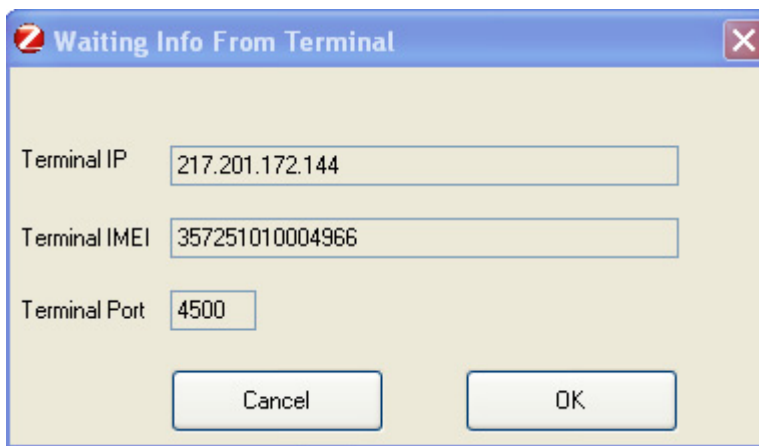 Waiting Info From Terminal
Terminal IP 217.201.172.144
Terminal IMEI 357251010004966
Terminal Port 4500
Cancel OK